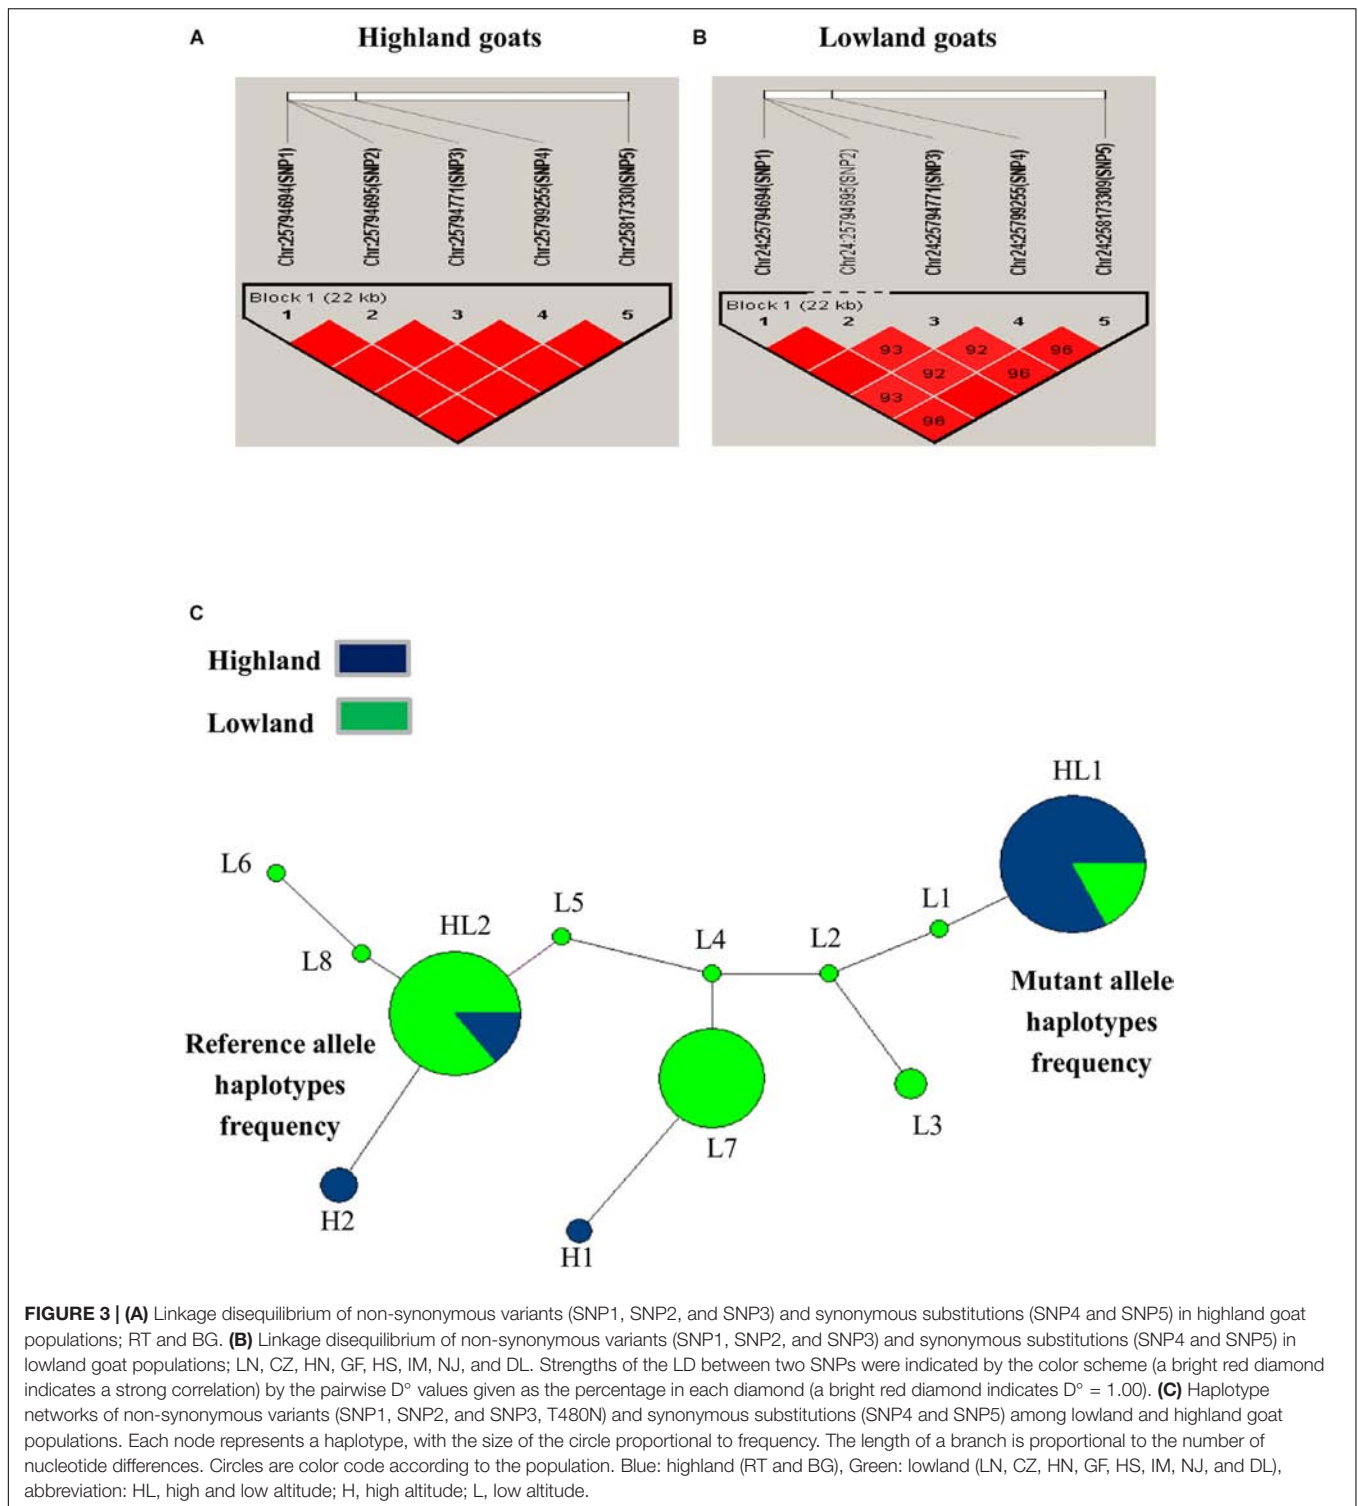 A
Highland goats
Chr25794694(SNP1)
Chr25794695(SNP2)
Chr25794771(SNP3)
Chr25799255(SNP4)
Chr25817330(SNP5)
Block 1 (22 kb)
1 2 3 4 5
B
Lowland goats
Chr24:25794694(SNP1)
Chr24:25794695(SNP2)
Chr24:25794771(SNP3)
Chr24:25799255(SNP4)
Chr24:258173309(SNP5)
Block 1 (22 kb)
1 2 3 4 5
93 92 96
92 96
93
96
C
Highland
Lowland
HL1
L6
L1
L5
HL2
L4
L2
L8
Mutant allele
haplotypes
frequency
Reference allele
haplotypes
frequency
L3
L7
H2
H1
FIGURE 3 | (A) Linkage disequilibrium of non-synonymous variants (SNP1, SNP2, and SNP3) and synonymous substitutions (SNP4 and SNP5) in highland goat
populations; RT and BG. (B) Linkage disequilibrium of non-synonymous variants (SNP1, SNP2, and SNP3) and synonymous substitutions (SNP4 and SNP5) in
lowland goat populations; LN, CZ, HN, GF, HS, IM, NJ, and DL. Strengths of the LD between two SNPs were indicated by the color scheme (a bright red diamond
indicates a strong correlation) by the pairwise D° values given as the percentage in each diamond (a bright red diamond indicates D° = 1.00). (C) Haplotype
networks of non-synonymous variants (SNP1, SNP2, and SNP3, T480N) and synonymous substitutions (SNP4 and SNP5) among lowland and highland goat
populations. Each node represents a haplotype, with the size of the circle proportional to frequency. The length of a branch is proportional to the number of
nucleotide differences. Circles are color code according to the population. Blue: highland (RT and BG), Green: lowland (LN, CZ, HN, GF, HS, IM, NJ, and DL),
abbreviation: HL, high and low altitude; H, high altitude; L, low altitude.